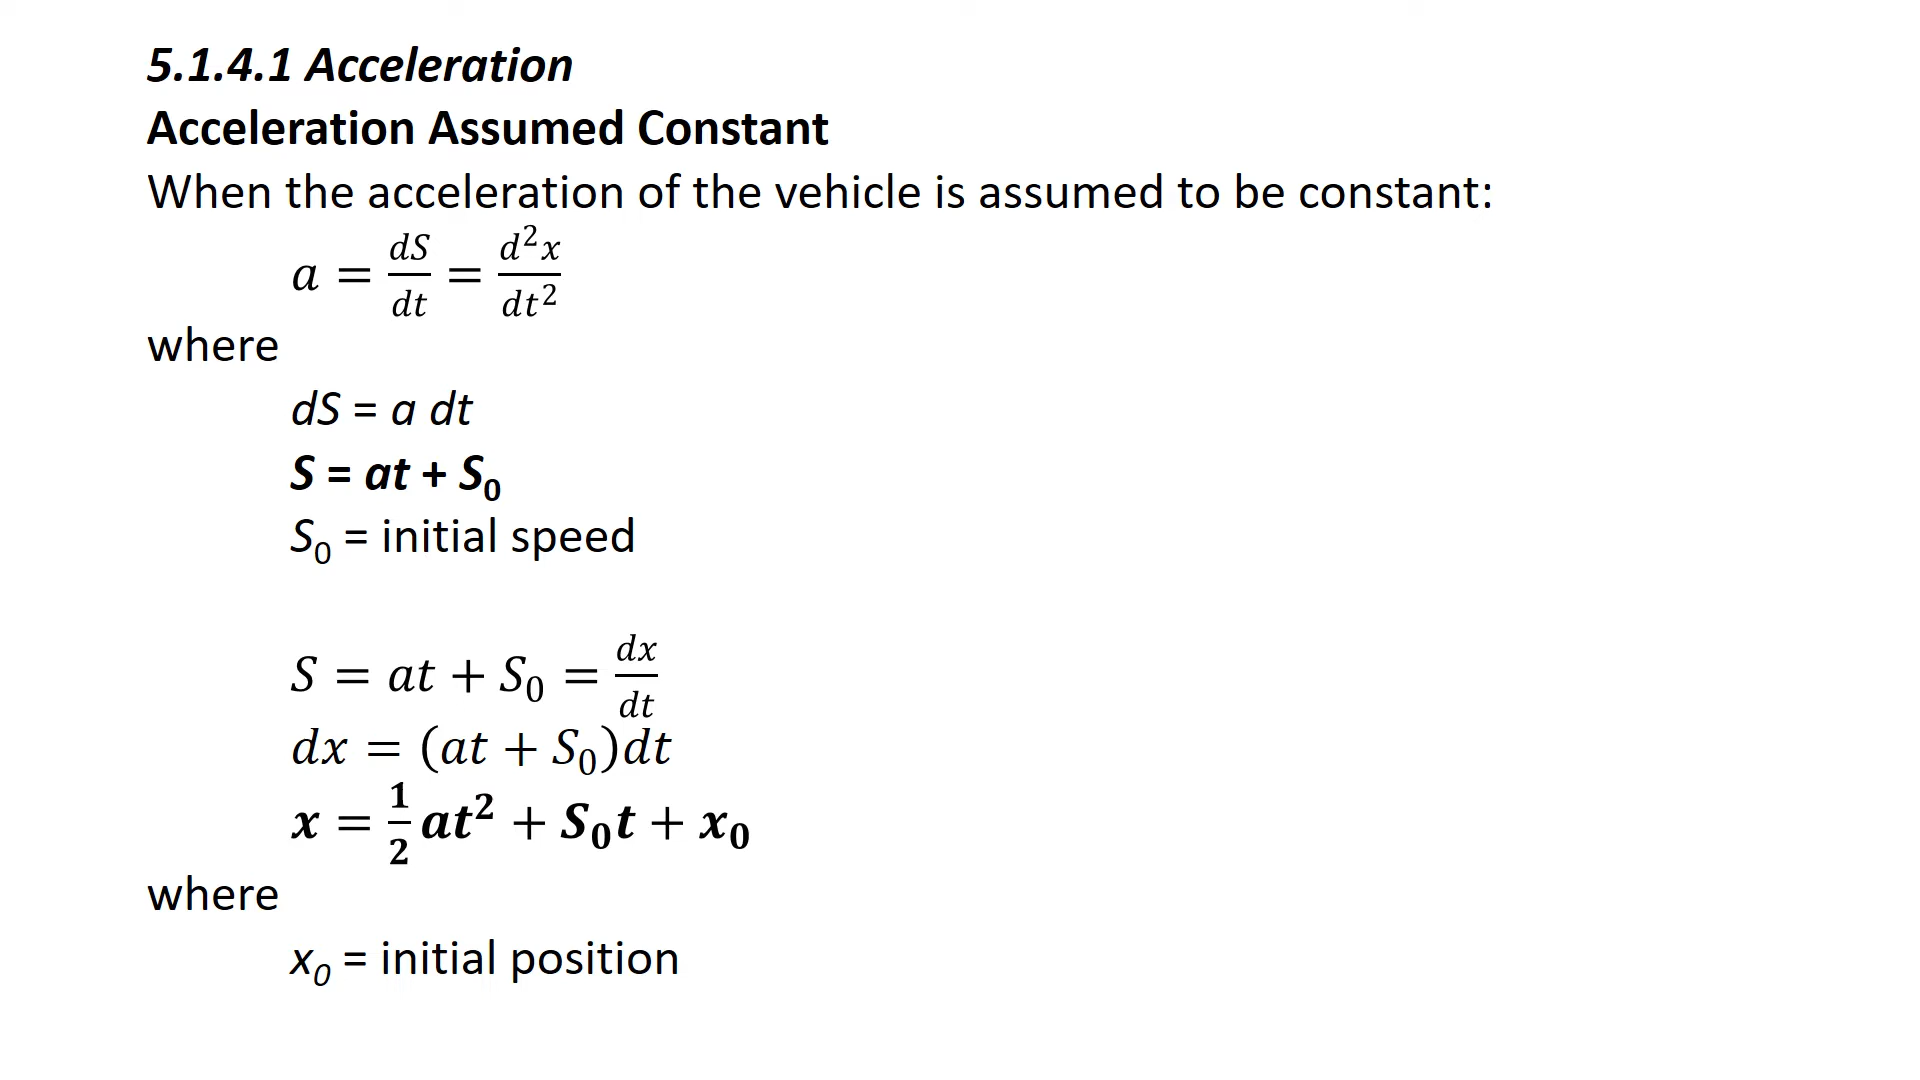 5.1.4.1 Acceleration
Acceleration Assumed Constant
When the acceleration of the vehicle is assumed to be constant:
a = dS/dt = d²x/dt²
where
dS = a dt
S = at + S₀
S₀ = initial speed
S = at + S₀ = dx/dt
dx = (at + S₀)dt
x = 1/2 at² + S₀t + x₀
where
x₀ = initial position